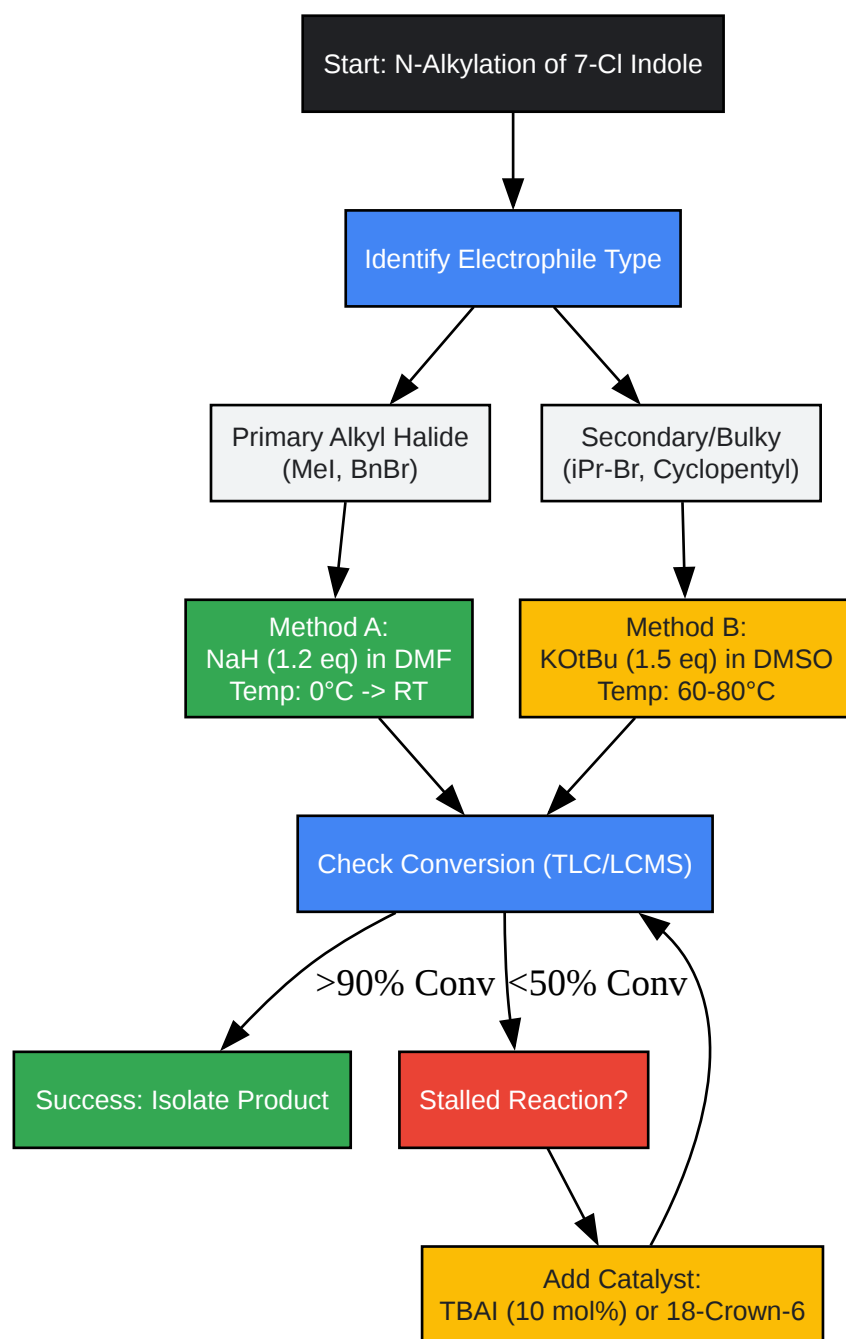 Start: N-Alkylation of 7-Cl Indole
Identify Electrophile Type
Primary Alkyl Halide
(MeI, BnBr)
Secondary/Bulky
(iPr-Br, Cyclopentyl)
Method A:
NaH (1.2 eq) in DMF
Temp: 0°C -> RT
Method B:
KOtBu (1.5 eq) in DMSO
Temp: 60-80°C
Check Conversion (TLC/LCMS)
>90% Conv
<50% Conv
Success: Isolate Product
Stalled Reaction?
Add Catalyst:
TBAI (10 mol%) or 18-Crown-6